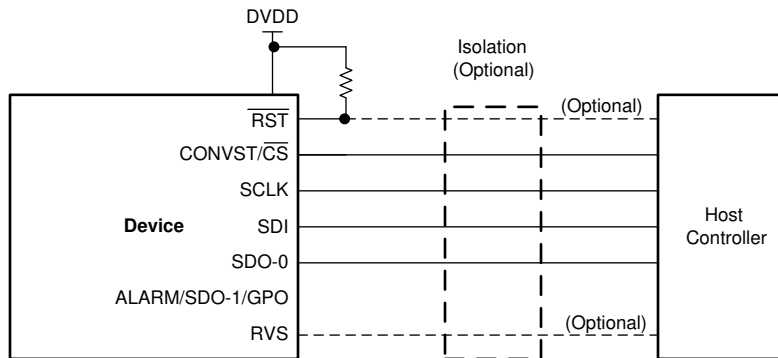 DVDD
Isolation
(Optional)
RST
(Optional)
CONVST/CS
SCLK
Device
SDI
Host
Controller
SDO-0
ALARM/SDO-1/GPO
RVS
(Optional)